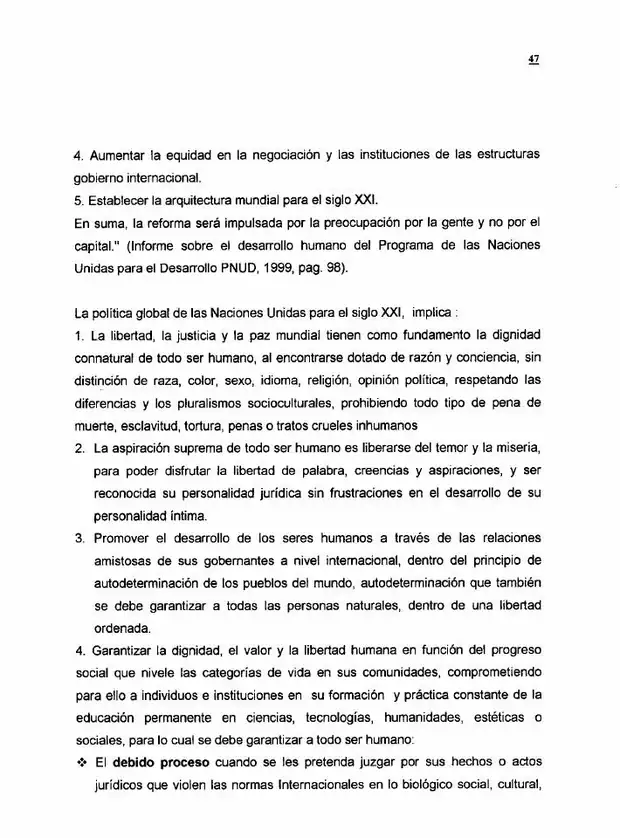 47
4. Aumentar la equidad en la negociación y las instituciones de las estructuras
gobierno internacional.
5. Establecer la arquitectura mundial para el siglo XXI.
En suma, la reforma será impulsada por la preocupación por la gente y no por el
capital." (Informe sobre el desarrollo humano del Programa de las Naciones
Unidas para el Desarrollo PNUD, 1999, pag. 98).
La política global de las Naciones Unidas para el siglo XXI, implica :
1. La libertad, la justicia y la paz mundial tienen como fundamento la dignidad
connatural de todo ser humano, al encontrarse dotado de razón y conciencia, sin
distinción de raza, color, sexo, idioma, religión, opinión política, respetando las
diferencias y los pluralismos socioculturales, prohibiendo todo tipo de pena de
muerte, esclavitud, tortura, penas o tratos crueles inhumanos
2. La aspiración suprema de todo ser humano es liberarse del temor y la miseria,
para poder disfrutar la libertad de palabra, creencias y aspiraciones, y ser
reconocida su personalidad jurídica sin frustraciones en el desarrollo de su
personalidad íntima.
3. Promover el desarrollo de los seres humanos a través de las relaciones
amistosas de sus gobernantes a nivel internacional, dentro del principio de
autodeterminación de los pueblos del mundo, autodeterminación que también
se debe garantizar a todas las personas naturales, dentro de una libertad
ordenada.
4. Garantizar la dignidad, el valor y la libertad humana en función del progreso
social que nivele las categorías de vida en sus comunidades, comprometiendo
para ello a individuos e instituciones en su formación y práctica constante de la
educación permanente en ciencias, tecnologías, humanidades, estéticas o
sociales, para lo cual se debe garantizar a todo ser humano:
❖ El debido proceso cuando se les pretenda juzgar por sus hechos o actos
jurídicos que violen las normas Internacionales en lo biológico social, cultural,